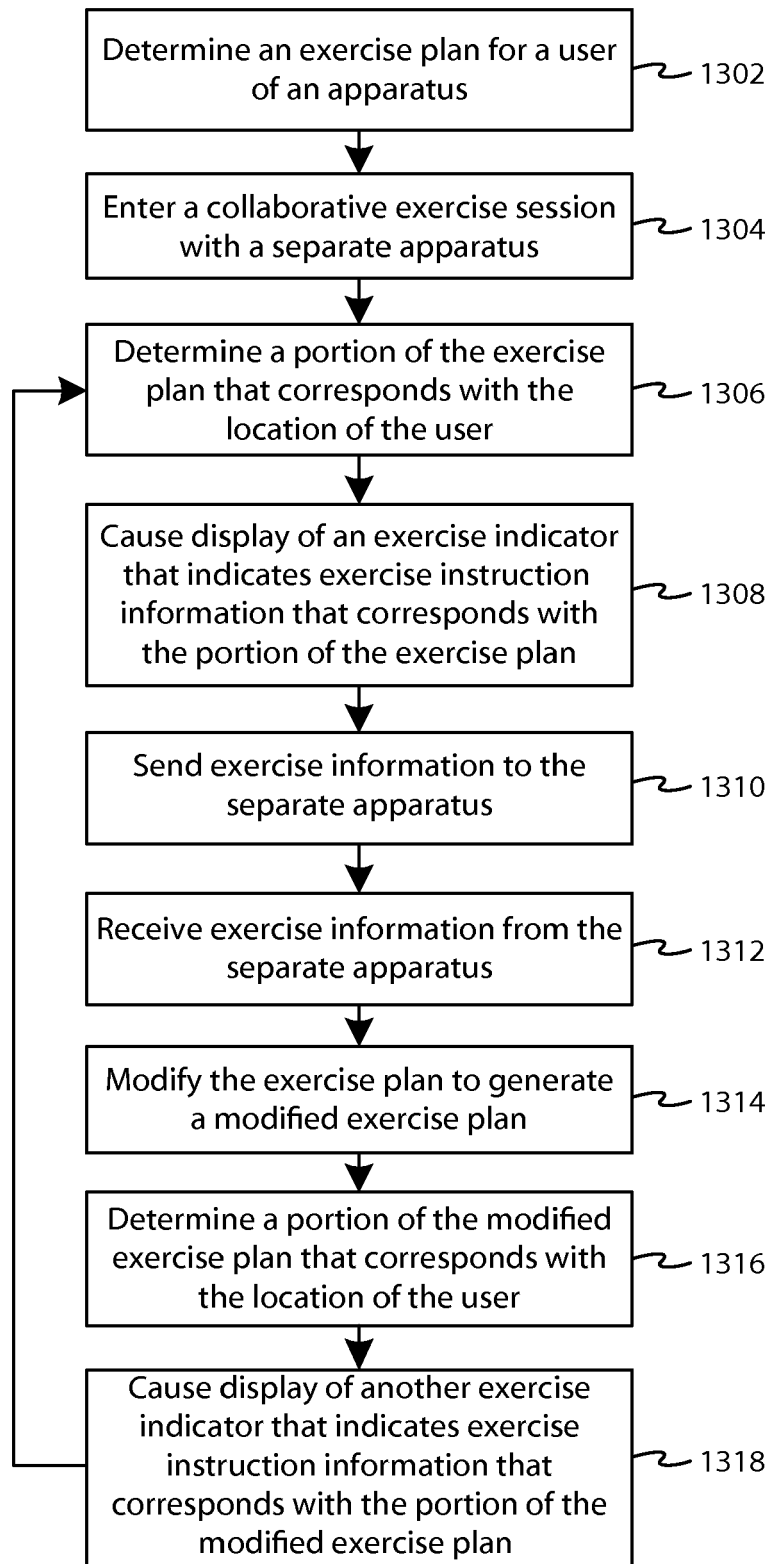 Determine an exercise plan for a user
of an apparatus
1302
Enter a collaborative exercise session
with a separate apparatus
1304
Determine a portion of the exercise
plan that corresponds with the
location of the user
1306
Cause display of an exercise indicator
that indicates exercise instruction
information that corresponds with
the portion of the exercise plan
1308
Send exercise information to the
separate apparatus
1310
Receive exercise information from the
separate apparatus
1312
Modify the exercise plan to generate
a modified exercise plan
1314
Determine a portion of the modified
exercise plan that corresponds with
the location of the user
1316
Cause display of another exercise
indicator that indicates exercise
instruction information that
corresponds with the portion of the
modified exercise plan
1318